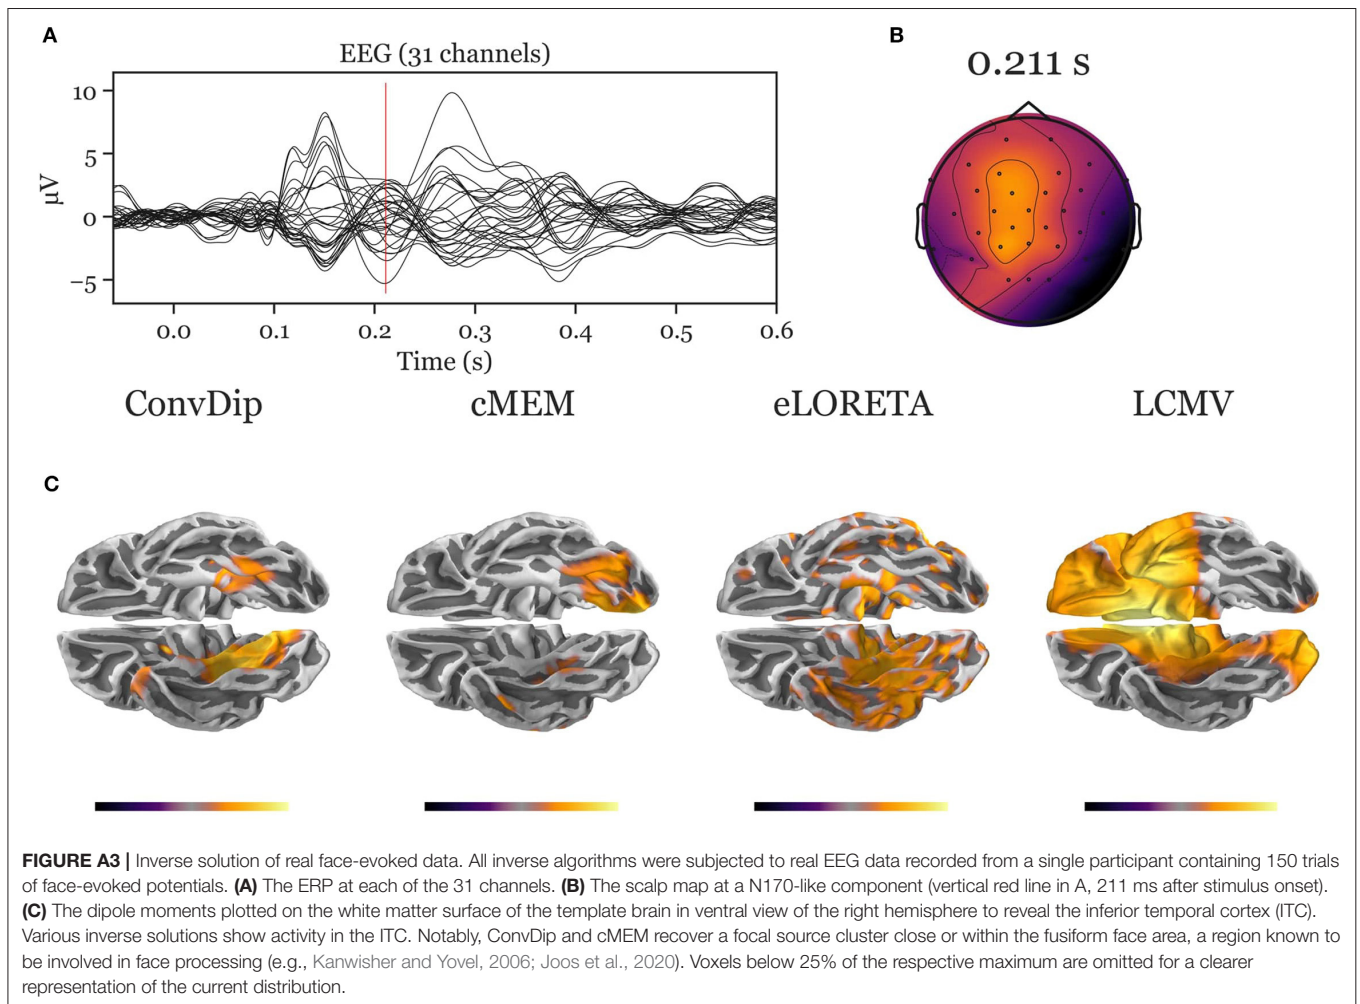 A
B
EEG (31 channels)
0.211 s
10
5
0
−5
µV
0.0 0.1 0.2 0.3 0.4 0.5 0.6
Time (s)
ConvDip cMEM eLORETA LCMV
C
FIGURE A3 | Inverse solution of real face-evoked data. All inverse algorithms were subjected to real EEG data recorded from a single participant containing 150 trials
of face-evoked potentials. (A) The ERP at each of the 31 channels. (B) The scalp map at a N170-like component (vertical red line in A, 211 ms after stimulus onset).
(C) The dipole moments plotted on the white matter surface of the template brain in ventral view of the right hemisphere to reveal the inferior temporal cortex (ITC).
Various inverse solutions show activity in the ITC. Notably, ConvDip and cMEM recover a focal source cluster close or within the fusiform face area, a region known to
be involved in face processing (e.g., Kanwisher and Yovel, 2006; Joos et al., 2020). Voxels below 25% of the respective maximum are omitted for a clearer
representation of the current distribution.